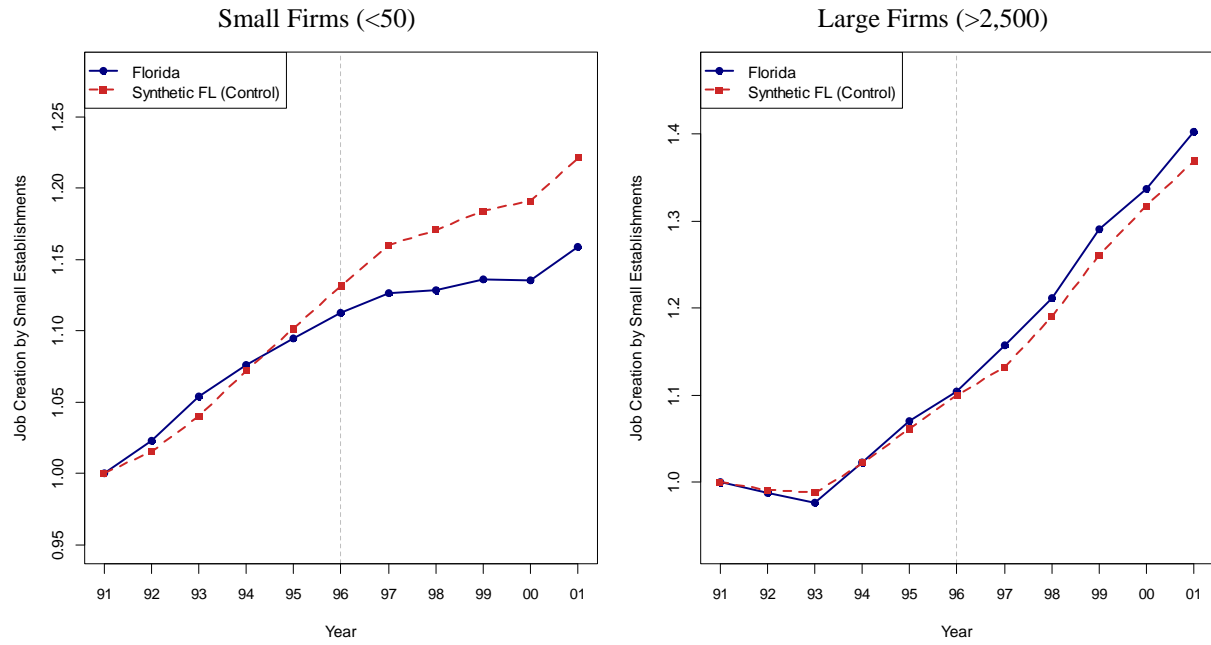 Small Firms (<50)
Florida
Synthetic FL (Control)
Job Creation by Small Establishments
1.25
1.20
1.15
1.10
1.05
1.00
0.95
91 92 93 94 95 96 97 98 99 00 01
Year
Large Firms (>2,500)
Florida
Synthetic FL (Control)
Job Creation by Small Establishments
1.4
1.3
1.2
1.1
1.0
91 92 93 94 95 96 97 98 99 00 01
Year